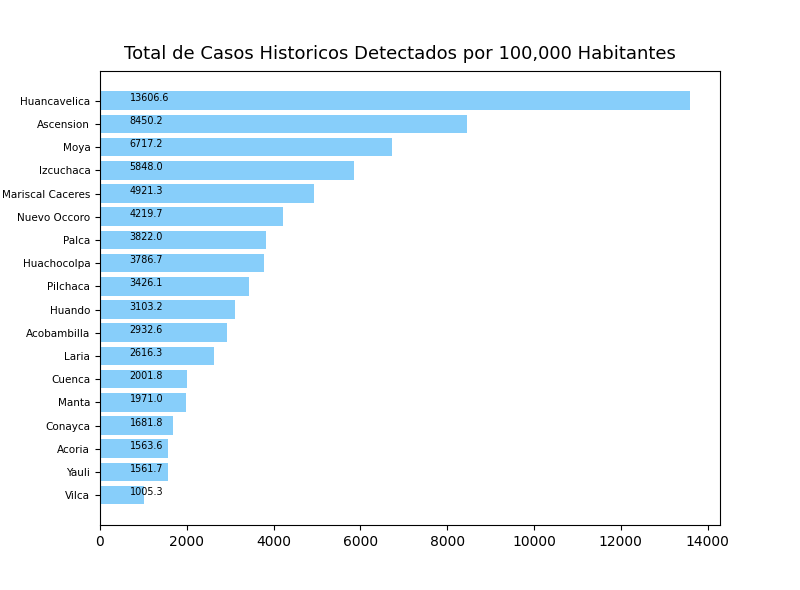 Total de Casos Historicos Detectados por 100,000 Habitantes
Huancavelica 13606.6
Ascension 8450.2
Moya 6717.2
Izcuchaca 5848.0
Mariscal Caceres 4921.3
Nuevo Occoro 4219.7
Palca 3822.0
Huachocolpa 3786.7
Pilchaca 3426.1
Huando 3103.2
Acobambilla 2932.6
Laria 2616.3
Cuenca 2001.8
Manta 1971.0
Conayca 1681.8
Acoria 1563.6
Yauli 1561.7
Vilca 1005.3
0 2000 4000 6000 8000 10000 12000 14000